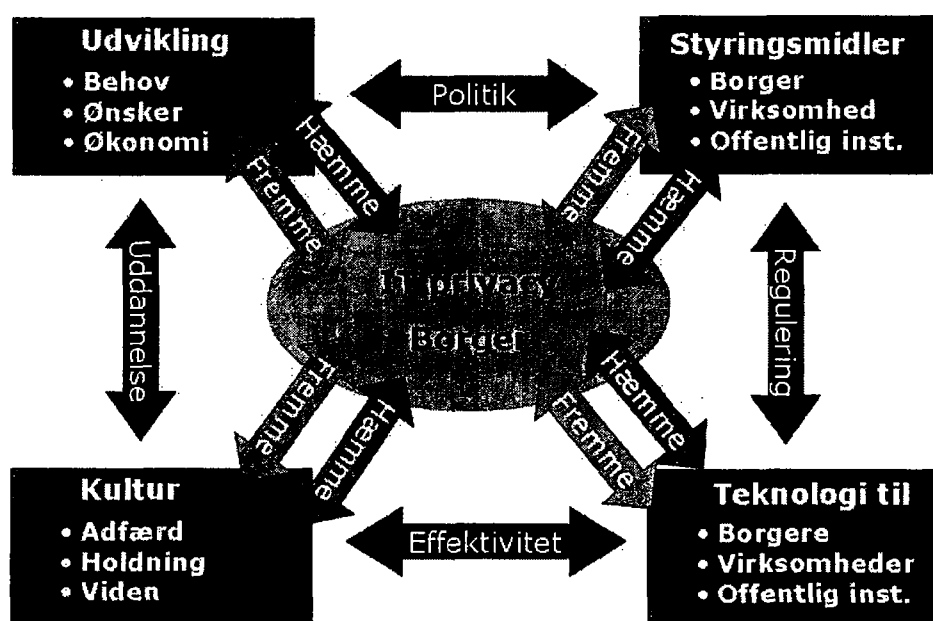 Udvikling
• Behov
• Ønsker
• Økonomi
Politik
Styringsmidler
• Borger
• Virksomhed
• Offentlig inst.
Fremme
Hæmme
Fremme
Hæmme
Uddannelse
privacy
Borger
Regulering
Fremme
Hæmme
Fremme
Hæmme
Kultur
• Adfærd
• Holdning
• Viden
Effektivitet
Teknologi til
• Borgere
• Virksomheder
• Offentlig inst.